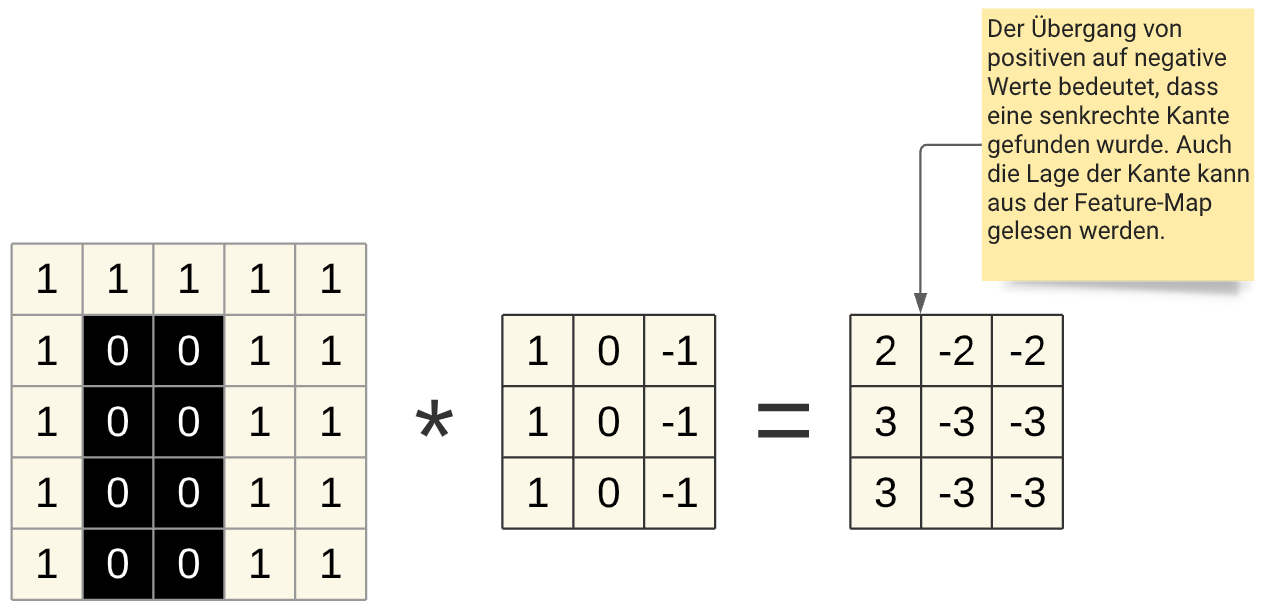 Der Übergang von
positiven auf negative
Werte bedeutet, dass
eine senkrechte Kante
gefunden wurde. Auch
die Lage der Kante kann
aus der Feature-Map
gelesen werden.
1 1 1 1 1
1 0 0 1 1
1 0 0 1 1
1 0 0 1 1
1 0 0 1 1
*
1 0 -1
1 0 -1
1 0 -1
=
2 -2 -2
3 -3 -3
3 -3 -3